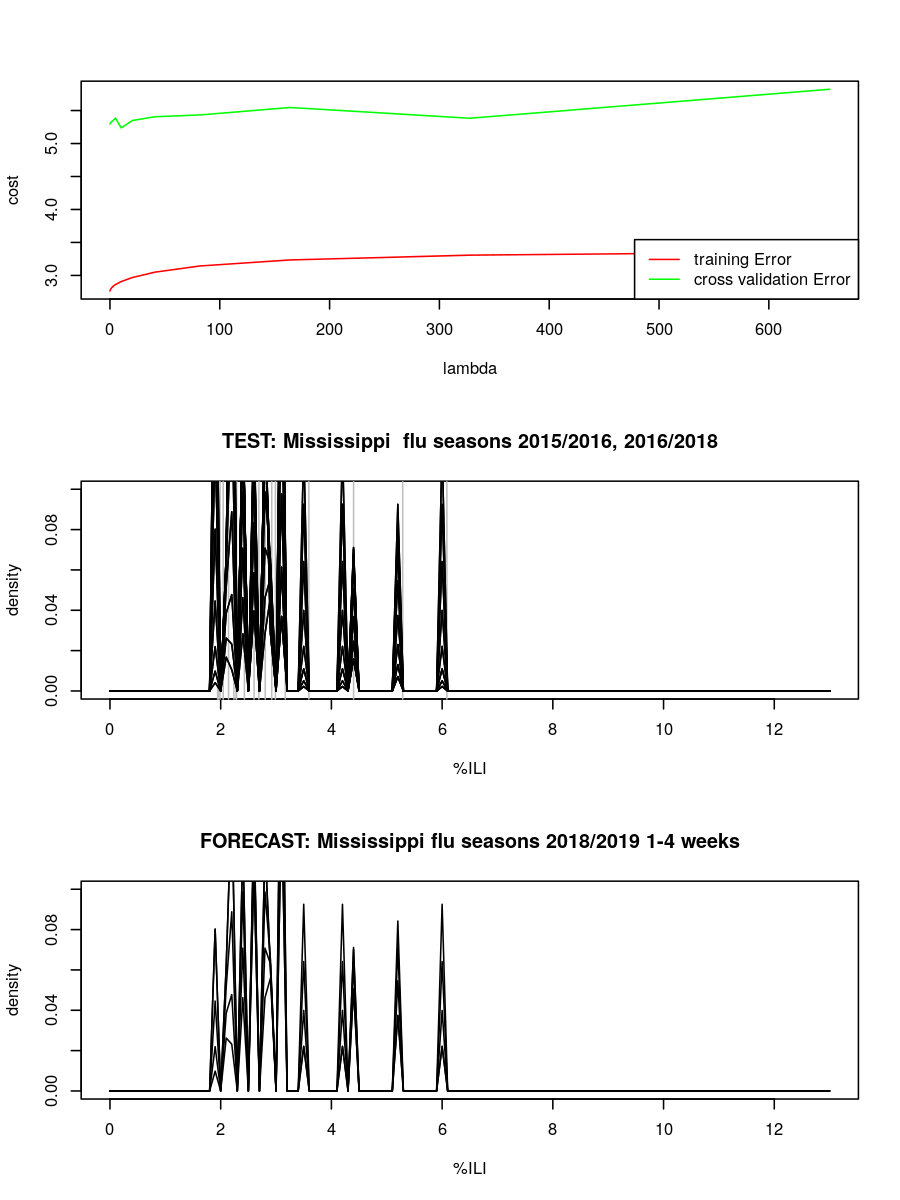 5.0
4.0
3.0
cost
0 100 200 300 400 500 600
lambda
training Error
cross validation Error
TEST: Mississippi  flu seasons 2015/2016, 2016/2018
0.08
0.04
0.00
density
0 2 4 6 8 10 12
%ILI
FORECAST: Mississippi flu seasons 2018/2019 1-4 weeks
0.08
0.04
0.00
density
0 2 4 6 8 10 12
%ILI